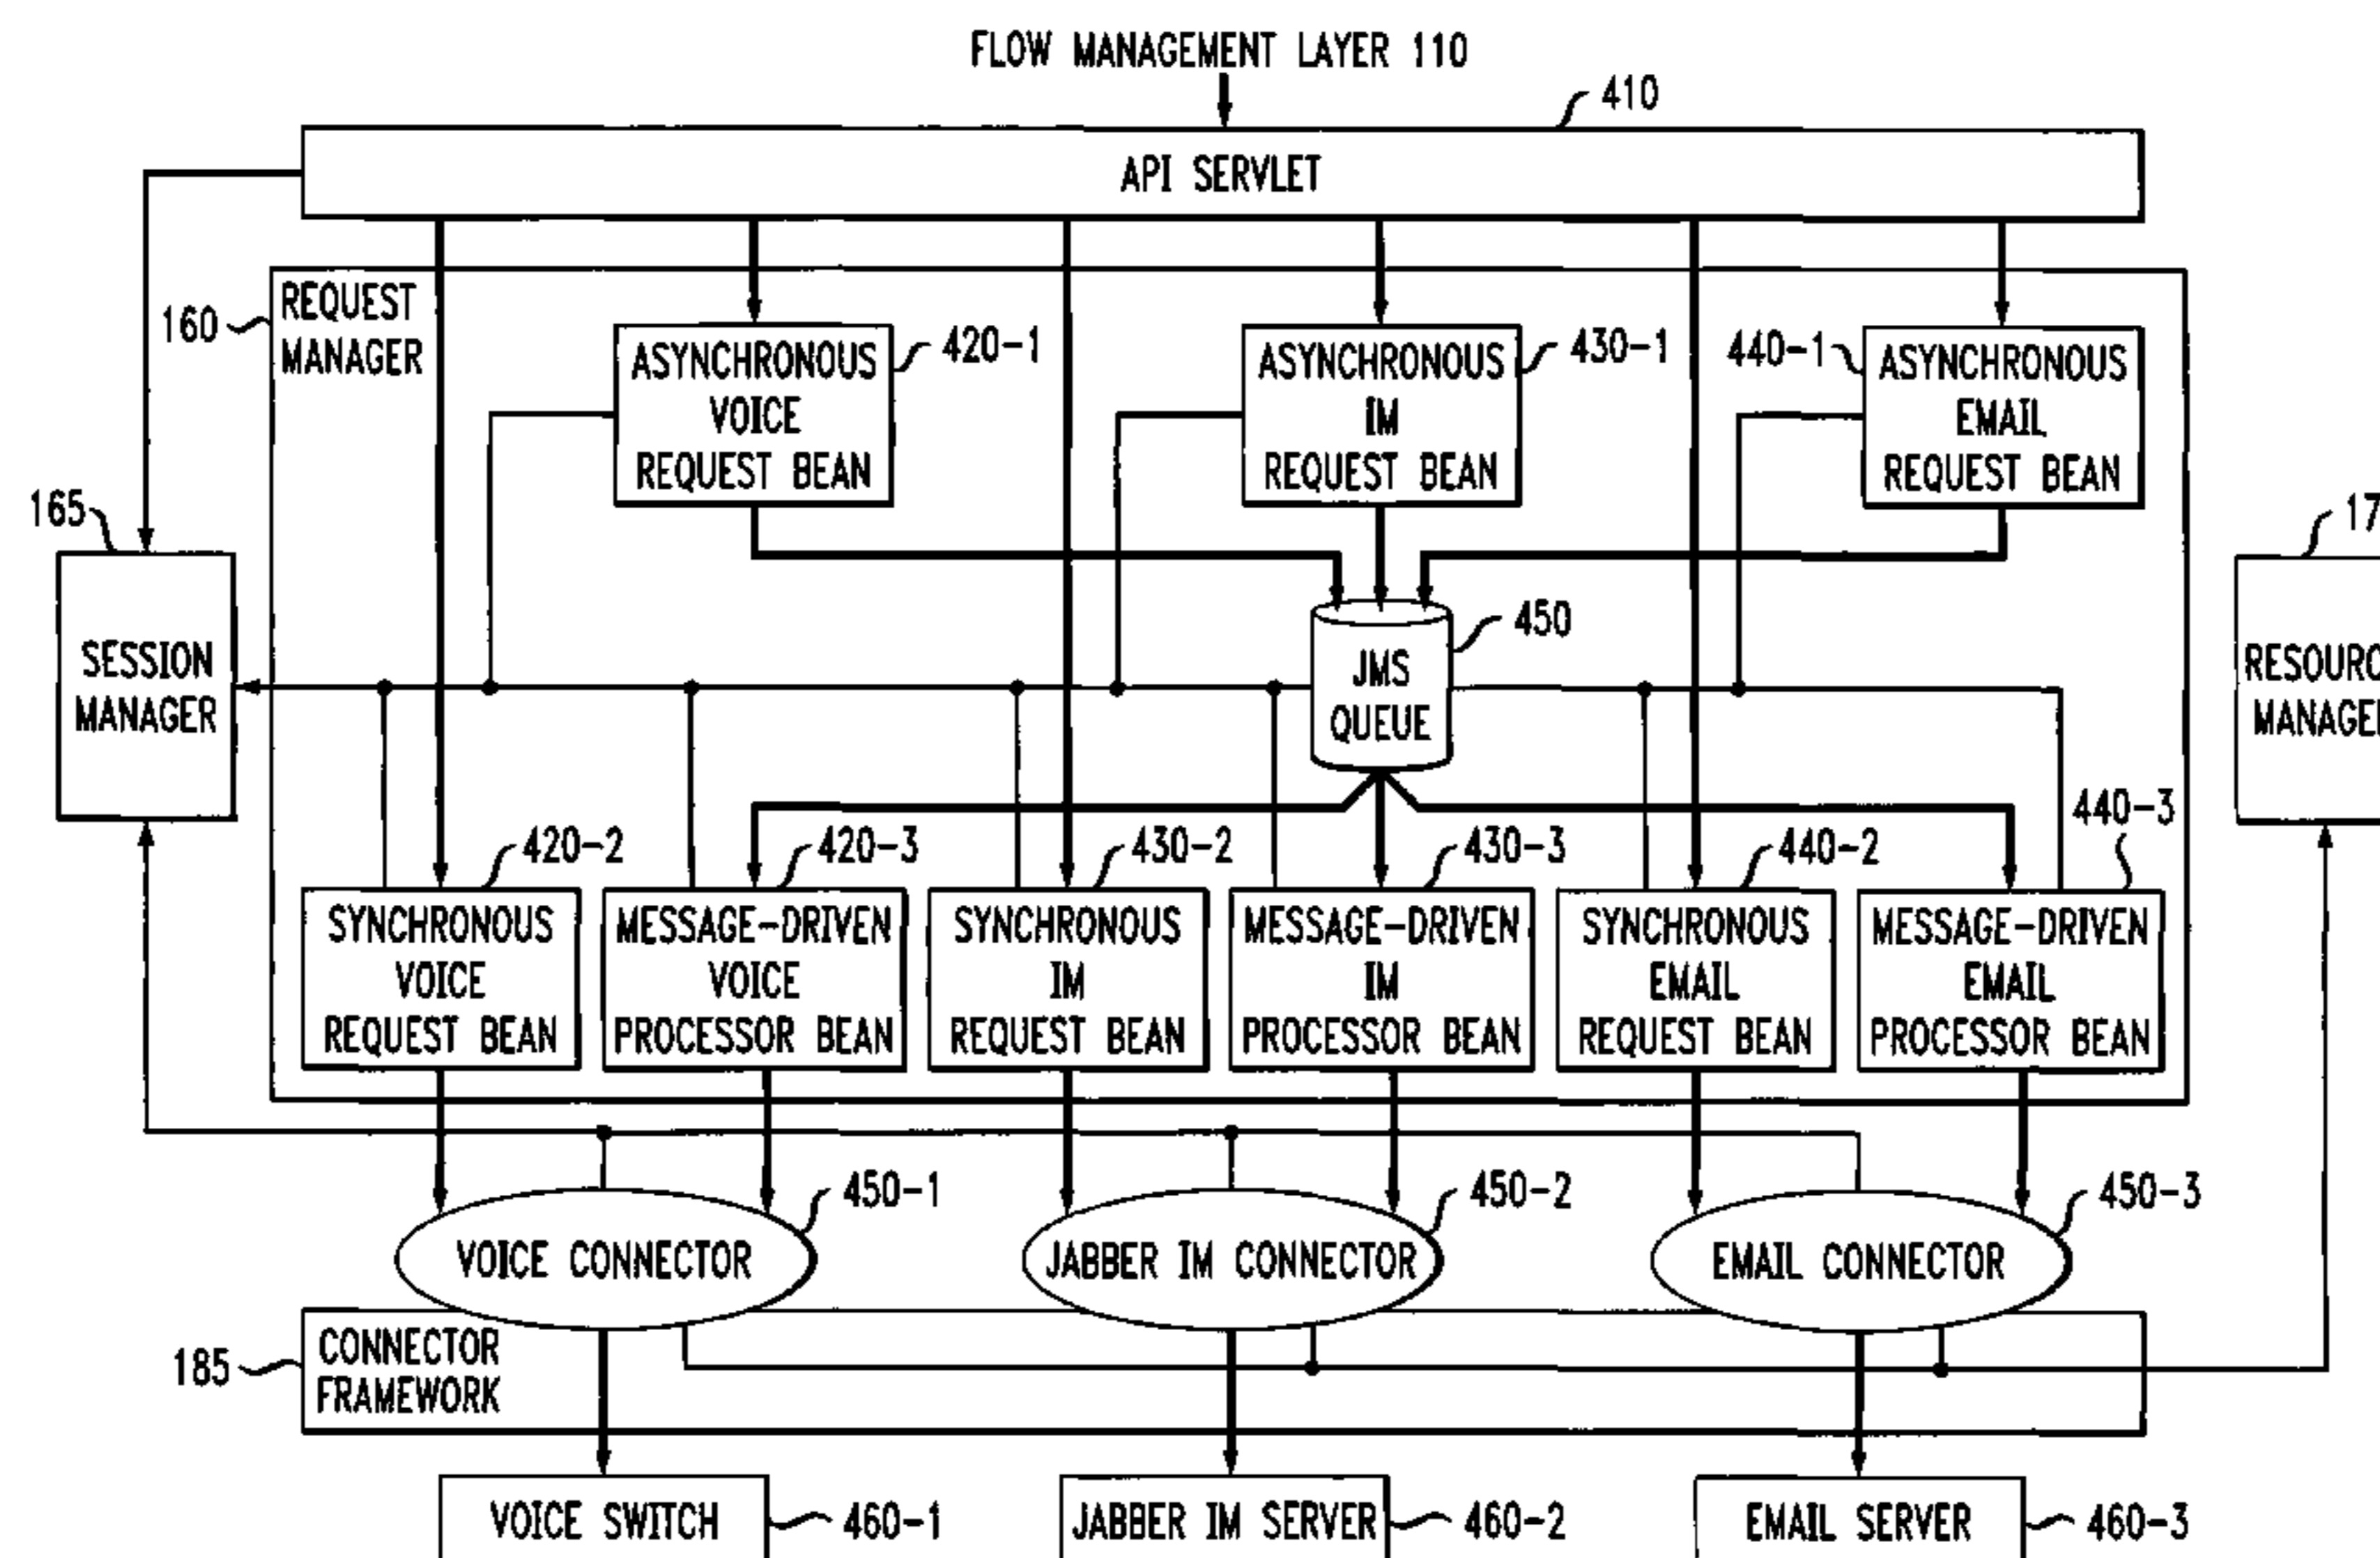 FLOW MANAGEMENT LAYER 110
410
API SERVLET
REQUEST
MANAGER
160
ASYNCHRONOUS
VOICE
REQUEST BEAN
420-1
ASYNCHRONOUS
IM
REQUEST BEAN
430-1
440-1
ASYNCHRONOUS
EMAIL
REQUEST BEAN
165
SESSION
MANAGER
JMS
QUEUE
450
17
RESOURC
MANAGE
420-2
420-3
430-2
430-3
440-2
440-3
SYNCHRONOUS
VOICE
REQUEST BEAN
MESSAGE-DRIVEN
VOICE
PROCESSOR BEAN
SYNCHRONOUS
IM
REQUEST BEAN
MESSAGE-DRIVEN
IM
PROCESSOR BEAN
SYNCHRONOUS
EMAIL
REQUEST BEAN
MESSAGE-DRIVEN
EMAIL
PROCESSOR BEAN
450-1
450-2
450-3
VOICE CONNECTOR
JABBER IM CONNECTOR
EMAIL CONNECTOR
185
CONNECTOR
FRAMEWORK
VOICE SWITCH
460-1
JABBER IM SERVER
460-2
EMAIL SERVER
460-3